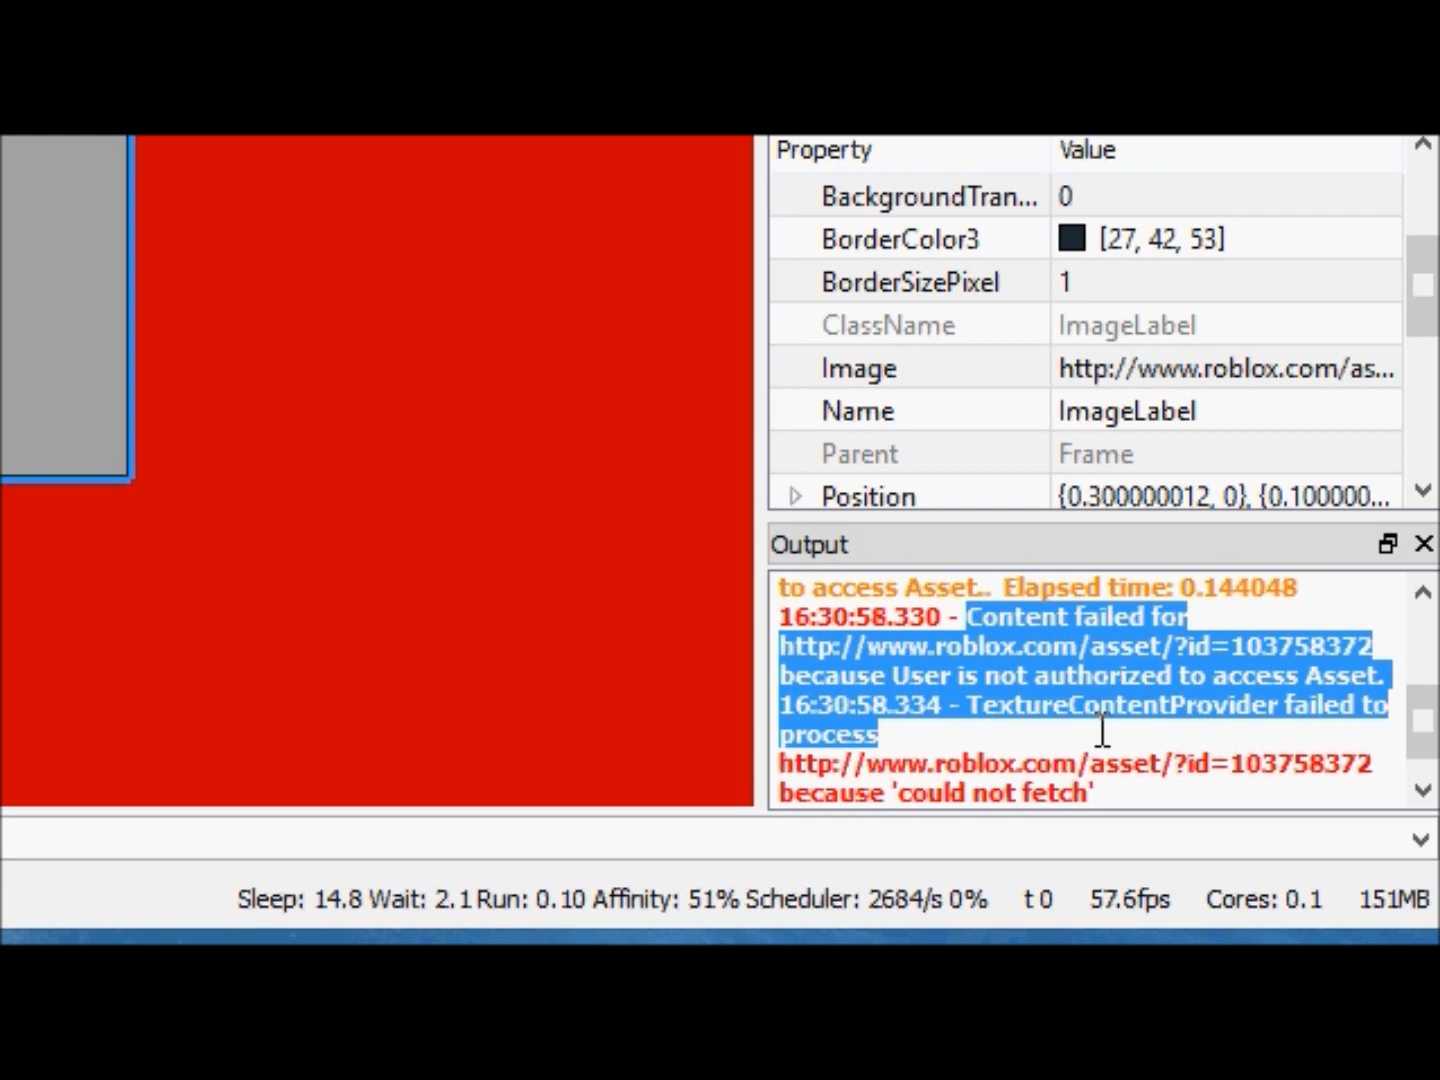 Property Value
BackgroundTran... 0
BorderColor3 [27, 42, 53]
BorderSizePixel 1
ClassName ImageLabel
Image http://www.roblox.com/as...
Name ImageLabel
Parent Frame
Position {0.300000012, 0}, {0.100000...
Output
to access Asset.. Elapsed time: 0.144048
16:30:58.330 - Content failed for
http://www.roblox.com/asset/?id=103758372
because User is not authorized to access Asset.
16:30:58.334 - TextureContentProvider failed to
process
http://www.roblox.com/asset/?id=103758372
because 'could not fetch'
Sleep: 14.8 Wait: 2.1 Run: 0.10 Affinity: 51% Scheduler: 2684/s 0% t 0 57.6fps Cores: 0.1 151MB